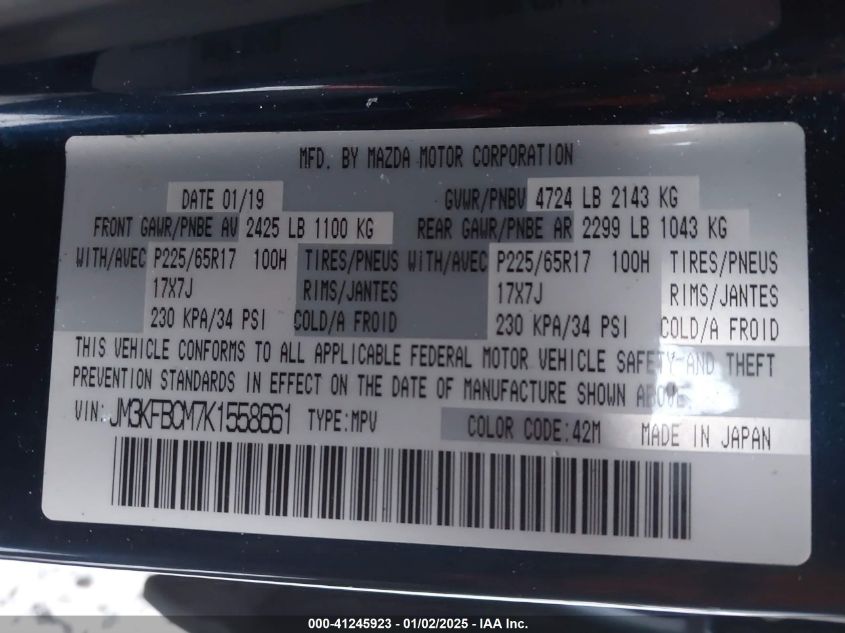 MFD. BY MAZDA MOTOR CORPORATION
DATE 01/19 GVWR/PNBV 4724 LB 2143 KG
FRONT GAWR/PNBE AV 2425 LB 1100 KG REAR GAWR/PNBE AR 2299 LB 1043 KG
WITH/AVEC P225/65R17 100H TIRES/PNEUS WITH/AVEC P225/65R17 100H TIRES/PNEUS
17X7J RIMS/JANTES 17X7J RIMS/JANTES
230 KPA/34 PSI COLD/A FROID 230 KPA/34 PSI COLD/A FROID
THIS VEHICLE CONFORMS TO ALL APPLICABLE FEDERAL MOTOR VEHICLE SAFETY AND THEFT
PREVENTION STANDARDS IN EFFECT ON THE DATE OF MANUFACTURE SHOWN ABOVE.
VIN: JM3KFBCM7K1558661 TYPE:MPV COLOR CODE:42M MADE IN JAPAN
000-41245923 - 01/02/2025 - IAA Inc.